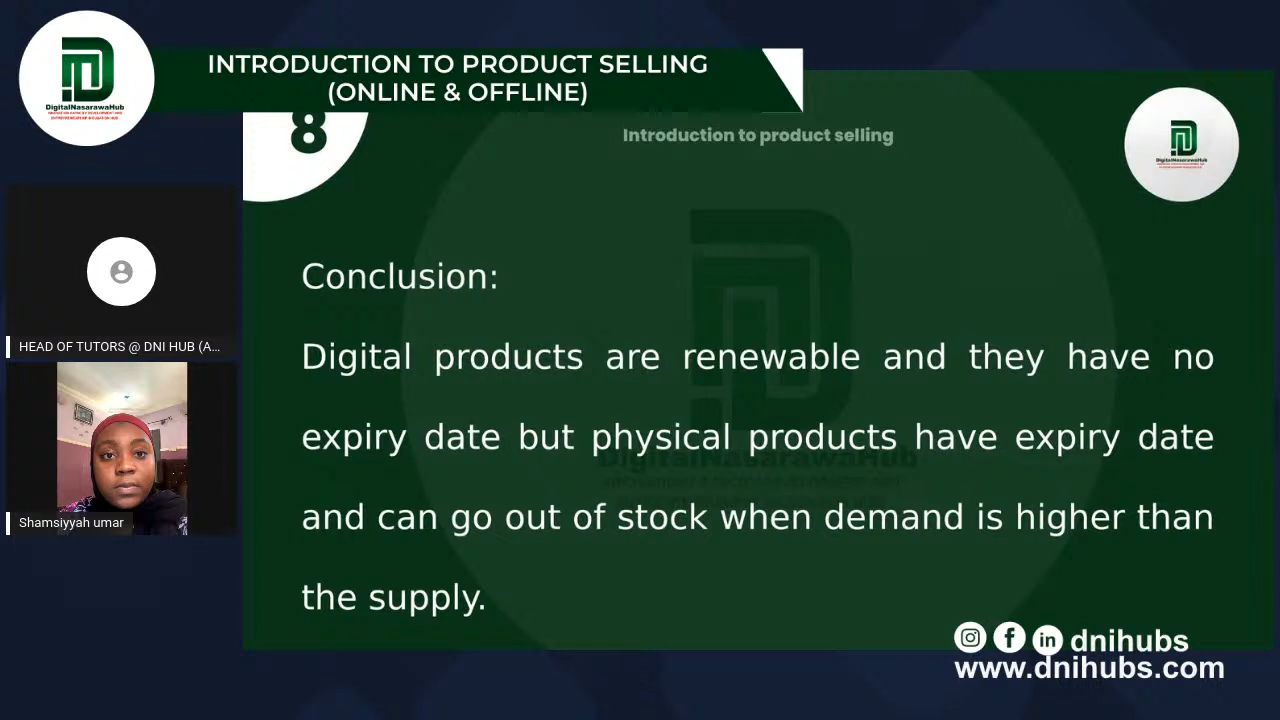 DigitalNasarawaHub
INTRODUCTION TO PRODUCT SELLING
(ONLINE & OFFLINE)
8
Introduction to product selling
DigitalNasarawaHub
HEAD OF TUTORS @ DNI HUB (A...
Shamsiyyah umar
Conclusion:
Digital products are renewable and they have no
expiry date but physical products have expiry date
and can go out of stock when demand is higher than
the supply.
DigitalNasarawaHub
dnihubs
www.dnihubs.com